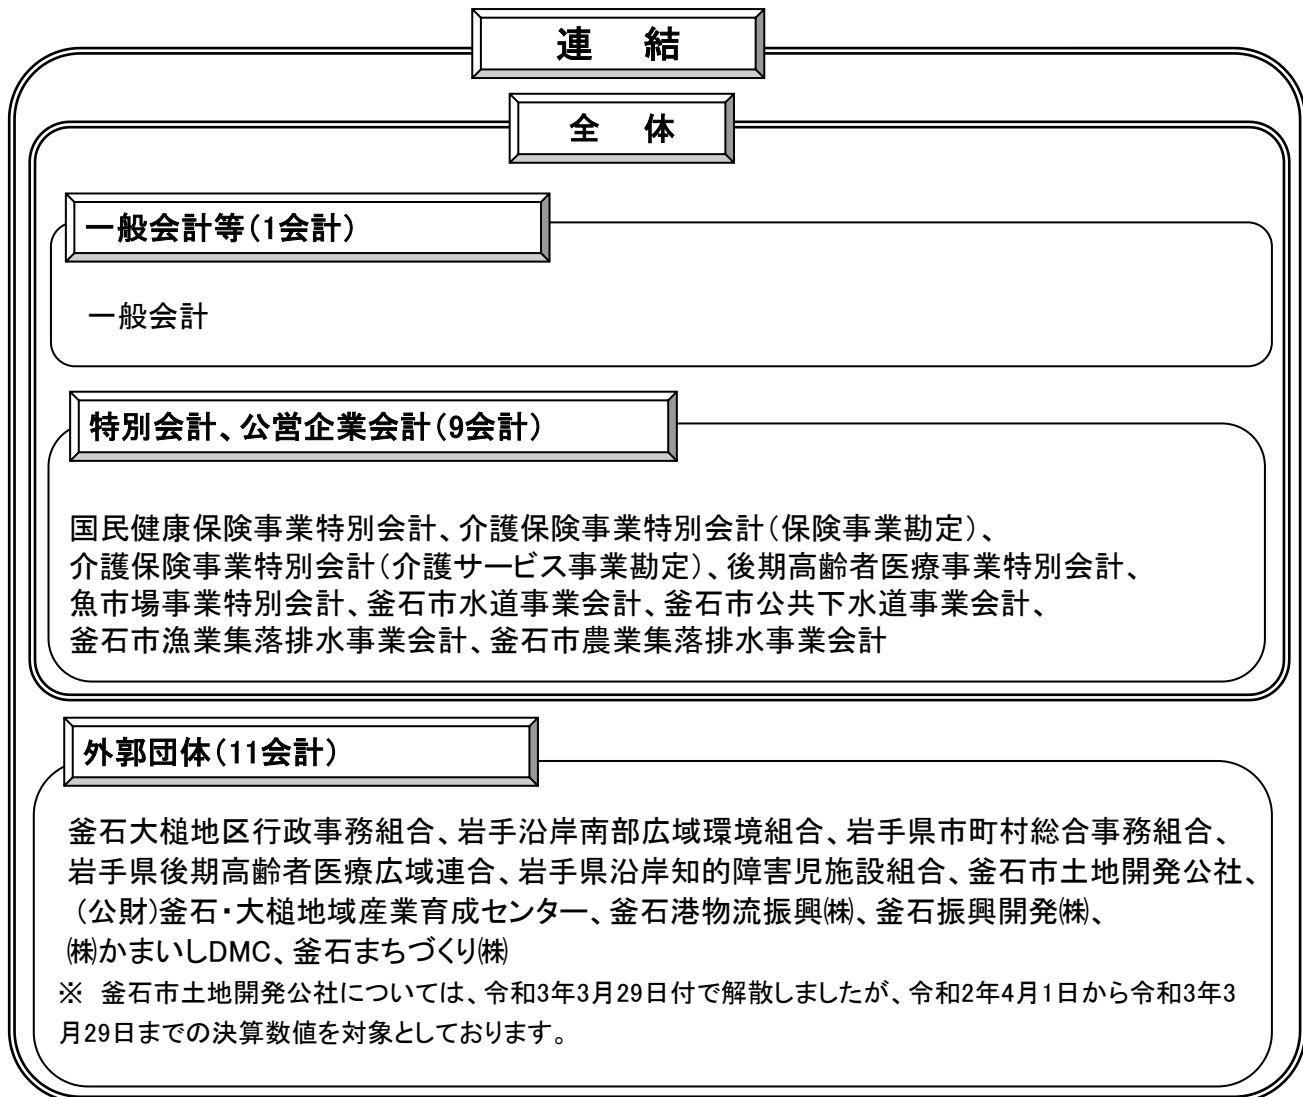 連　結
全　体
一般会計等（1会計）
一般会計
特別会計、公営企業会計（9会計）
国民健康保険事業特別会計、介護保険事業特別会計（保険事業勘定）、
介護保険事業特別会計（介護サービス事業勘定）、後期高齢者医療事業特別会計、
魚市場事業特別会計、釜石市水道事業会計、釜石市公共下水道事業会計、
釜石市漁業集落排水事業会計、釜石市農業集落排水事業会計
外郭団体（11会計）
釜石大槌地区行政事務組合、岩手沿岸南部広域環境組合、岩手県市町村総合事務組合、
岩手県後期高齢者医療広域連合、岩手県沿岸知的障害児施設組合、釜石市土地開発公社、
（公財）釜石・大槌地域産業育成センター、釜石港物流振興㈱、釜石振興開発㈱、
㈱かまいしDMC、釜石まちづくり㈱
※　釜石市土地開発公社については、令和3年3月29日付で解散しましたが、令和2年4月1日から令和3年3
月29日までの決算数値を対象としております。